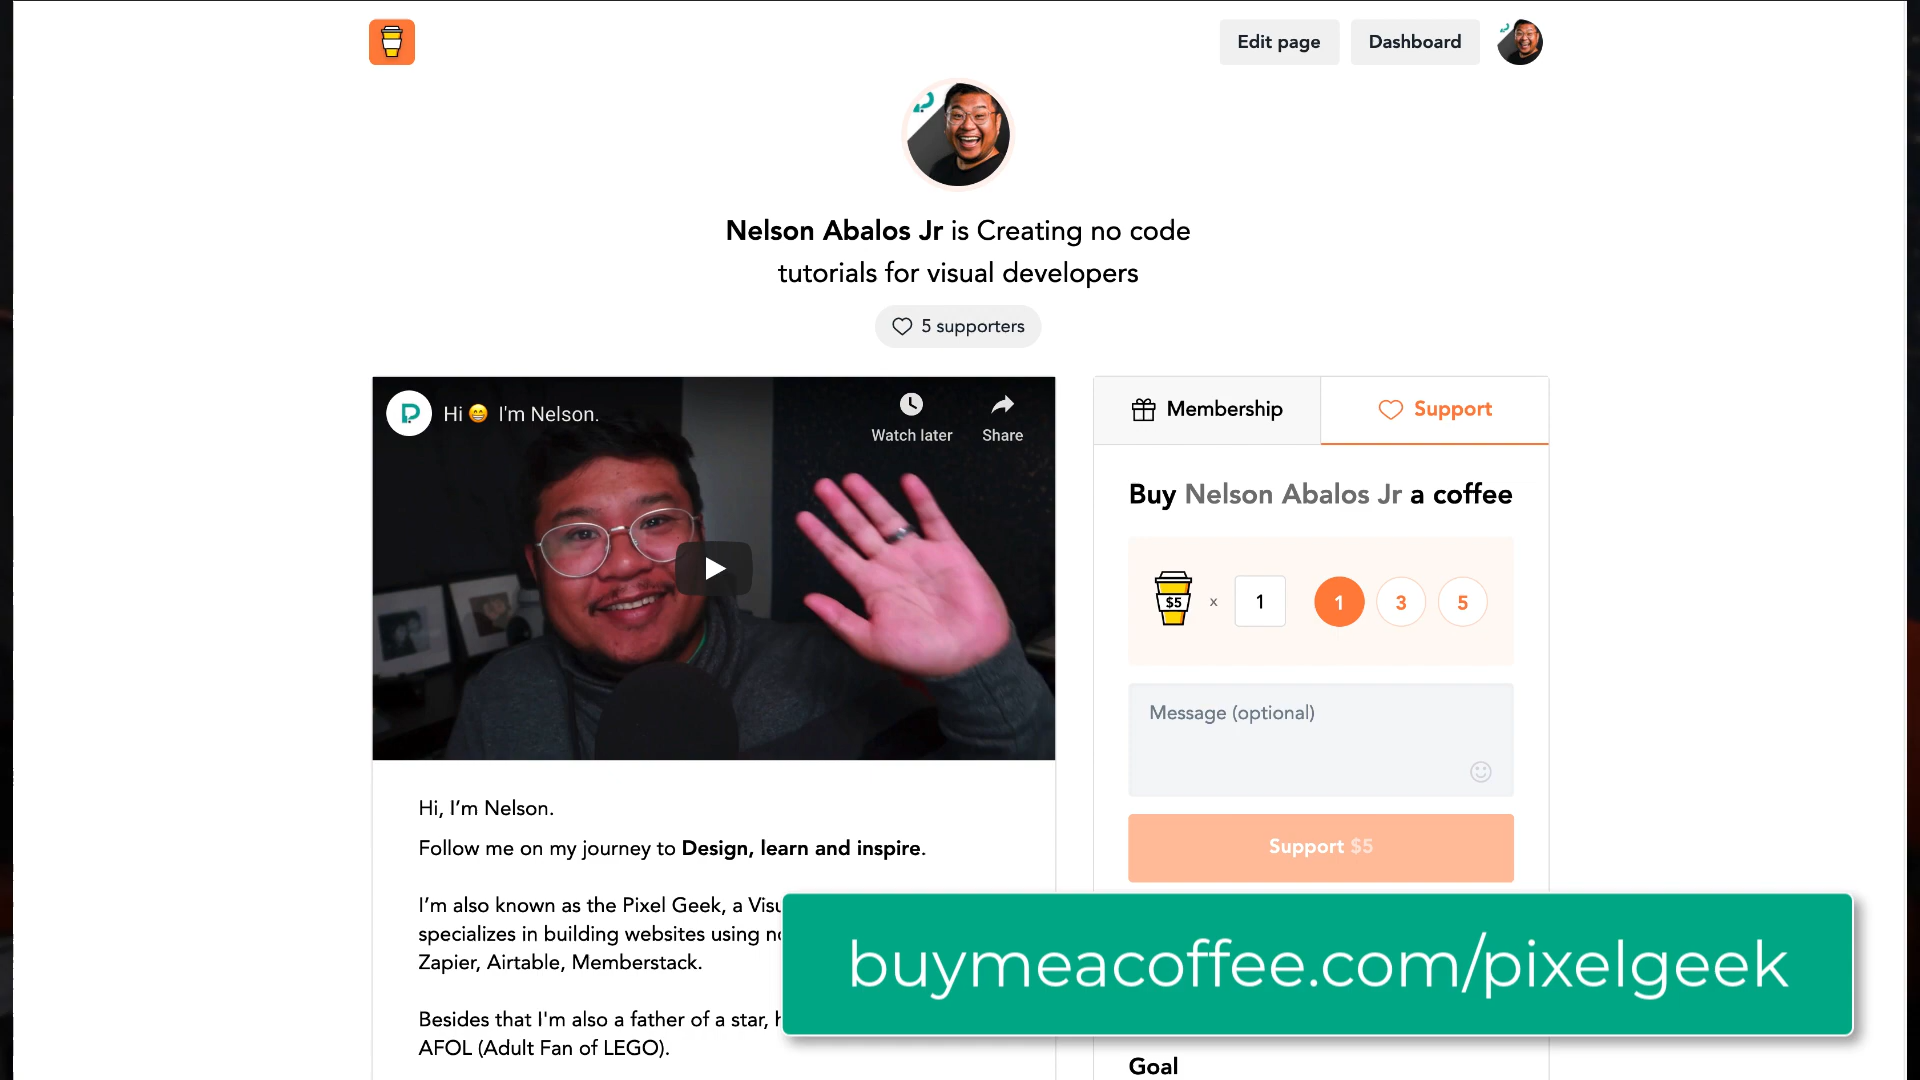 Edit page
Dashboard
Nelson Abalos Jr is Creating no code
tutorials for visual developers
5 supporters
Hi 😁 I'm Nelson.
Watch later
Share
Membership
Support
Buy Nelson Abalos Jr a coffee
$5 x 1 1 3 5
Message (optional)
Support $5
Hi, I’m Nelson.
Follow me on my journey to Design, learn and inspire.
I’m also known as the Pixel Geek, a
specializes in building websites using
Zapier, Airtable, Memberstack.
Besides that I'm also a father of a star,
AFOL (Adult Fan of LEGO).
buymeacoffee.com/pixelgeek
Goal